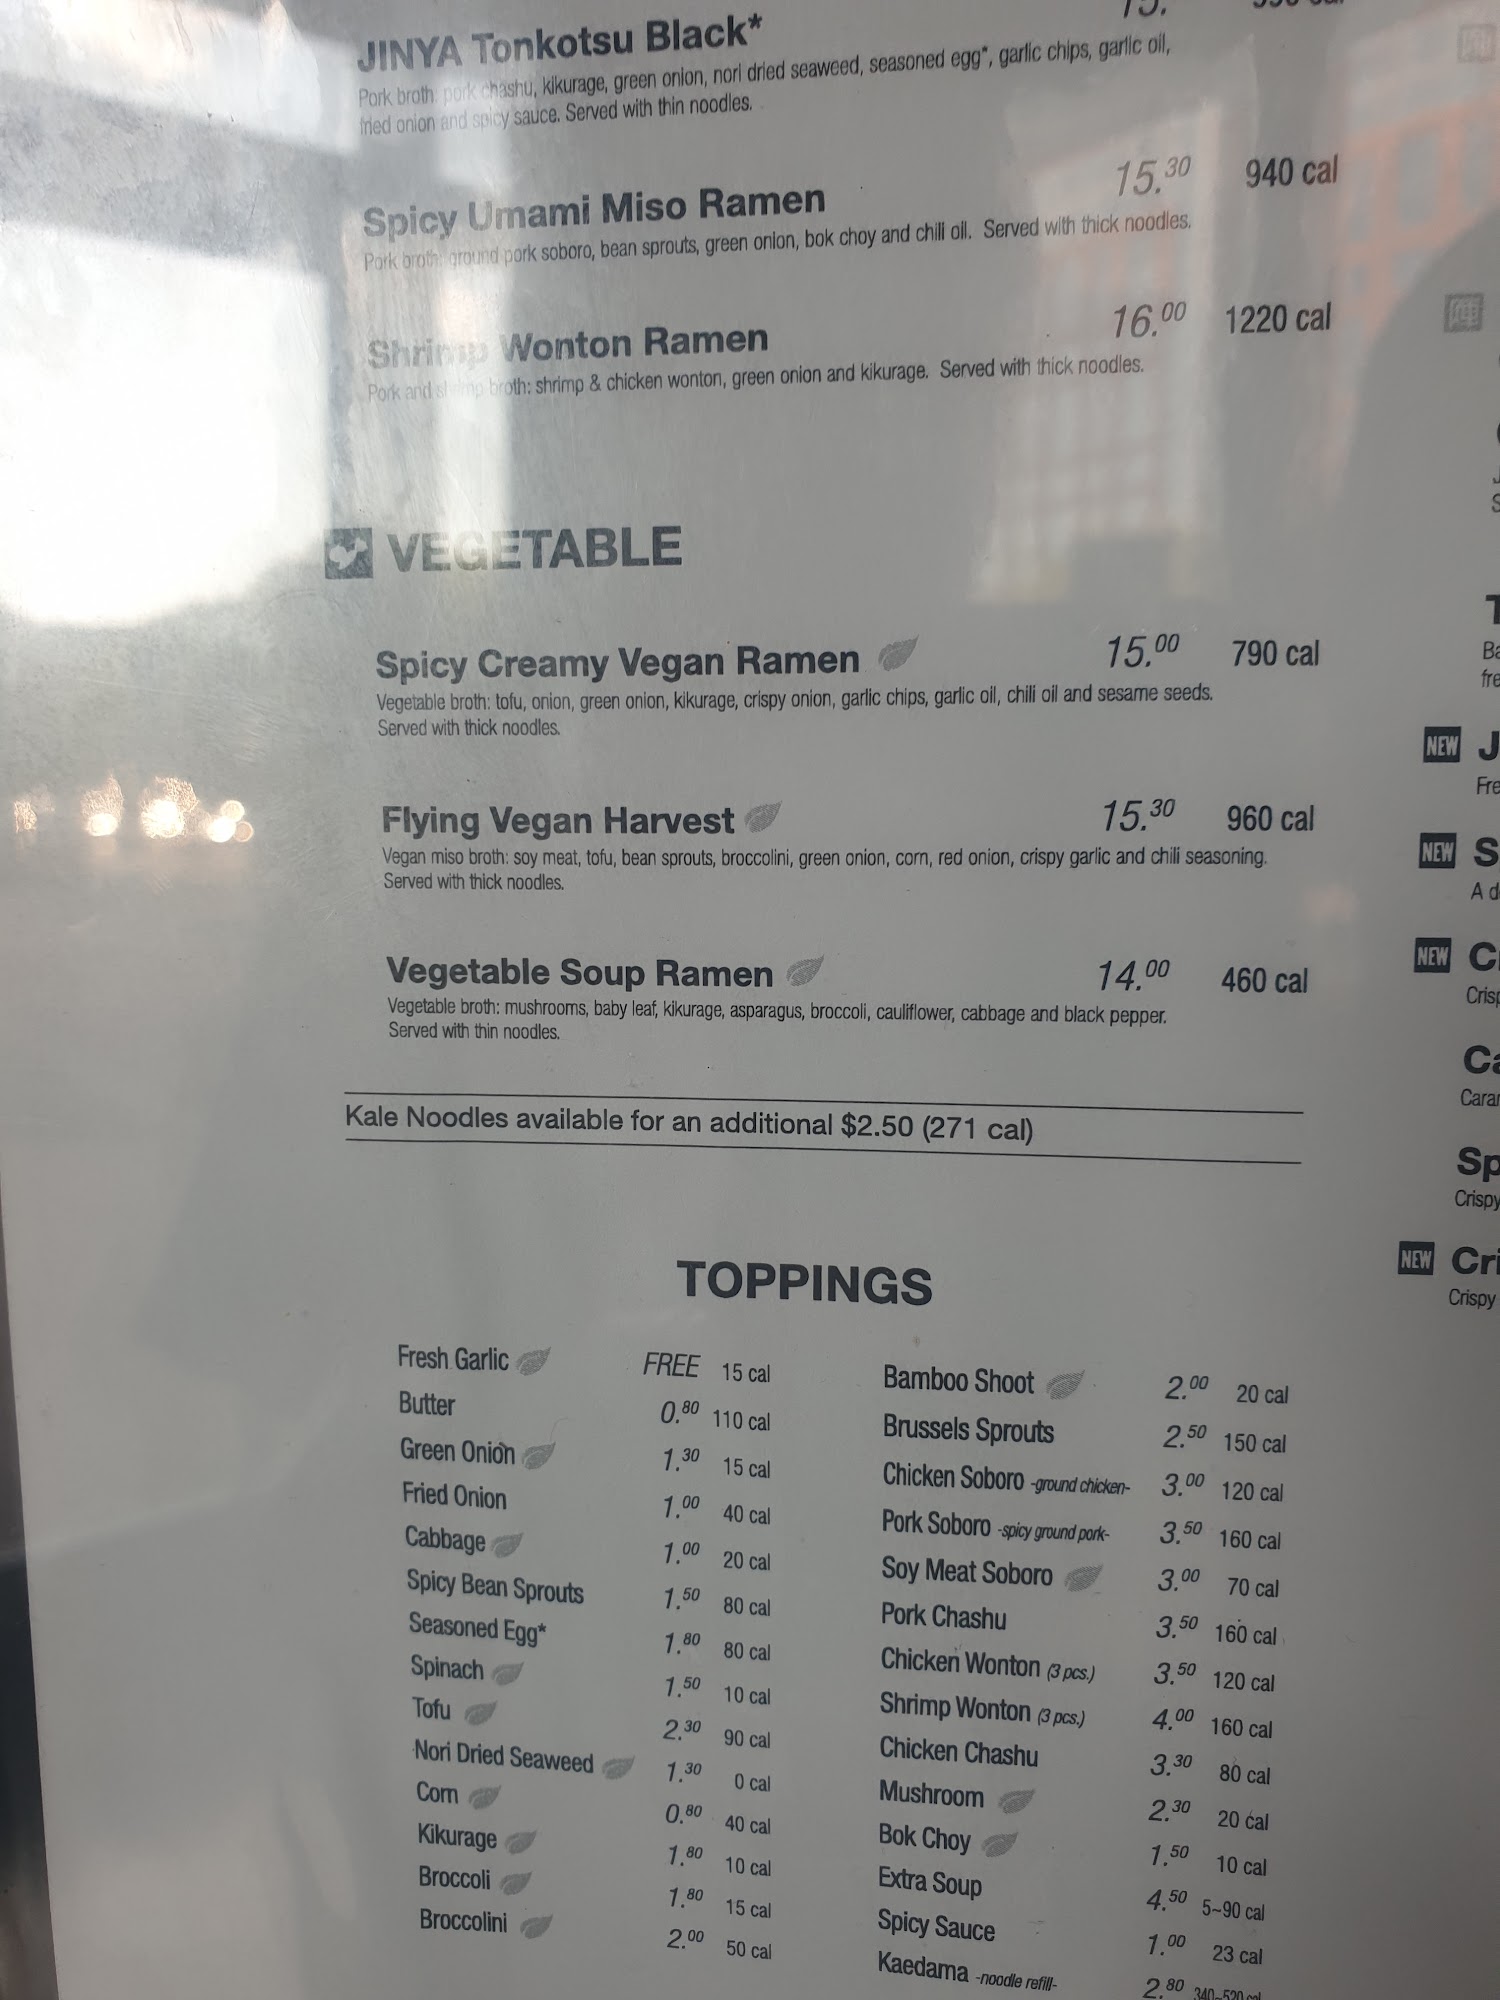 JINYA Tonkotsu Black*
Pork broth: pork chashu, kikurage, green onion, nori dried seaweed, seasoned egg*, garlic chips, garlic oil,
fried onion and spicy sauce. Served with thin noodles.
Spicy Umami Miso Ramen 15.30 940 cal
Pork broth: ground pork soboro, bean sprouts, green onion, bok choy and chili oil. Served with thick noodles.
Shrimp Wonton Ramen 16.00 1220 cal
Pork and shrimp broth: shrimp & chicken wonton, green onion and kikurage. Served with thick noodles.
VEGETABLE
Spicy Creamy Vegan Ramen 15.00 790 cal
Vegetable broth: tofu, onion, green onion, kikurage, crispy onion, garlic chips, garlic oil, chili oil and sesame seeds.
Served with thick noodles.
Flying Vegan Harvest 15.30 960 cal
Vegan miso broth: soy meat, tofu, bean sprouts, broccolini, green onion, corn, red onion, crispy garlic and chili seasoning.
Served with thick noodles.
Vegetable Soup Ramen 14.00 460 cal
Vegetable broth: mushrooms, baby leaf, kikurage, asparagus, broccoli, cauliflower, cabbage and black pepper.
Served with thin noodles.
Kale Noodles available for an additional $2.50 (271 cal)
TOPPINGS
Fresh Garlic FREE 15 cal
Butter 0.80 110 cal
Green Onion 1.30 15 cal
Fried Onion 1.00 40 cal
Cabbage 1.00 20 cal
Spicy Bean Sprouts 1.50 80 cal
Seasoned Egg* 1.80 80 cal
Spinach 1.50 10 cal
Tofu 2.30 90 cal
Nori Dried Seaweed 1.30 0 cal
Corn 0.80 40 cal
Kikurage 1.80 10 cal
Broccoli 1.80 15 cal
Broccolini 2.00 50 cal
Bamboo Shoot 2.00 20 cal
Brussels Sprouts 2.50 150 cal
Chicken Soboro -ground chicken- 3.00 120 cal
Pork Soboro -spicy ground pork- 3.50 160 cal
Soy Meat Soboro 3.00 70 cal
Pork Chashu 3.50 160 cal
Chicken Wonton (3 pcs.) 3.50 120 cal
Shrimp Wonton (3 pcs.) 4.00 160 cal
Chicken Chashu 3.30 80 cal
Mushroom 2.30 20 cal
Bok Choy 1.50 10 cal
Extra Soup 4.50 5~90 cal
Spicy Sauce 1.00 23 cal
Kaedama -noodle refill- 2.80 340~520 cal
NEW J
Fre
NEW S
A d
NEW C
Crisp
Ca
Cara
Sp
Crispy
NEW Cri
Crispy